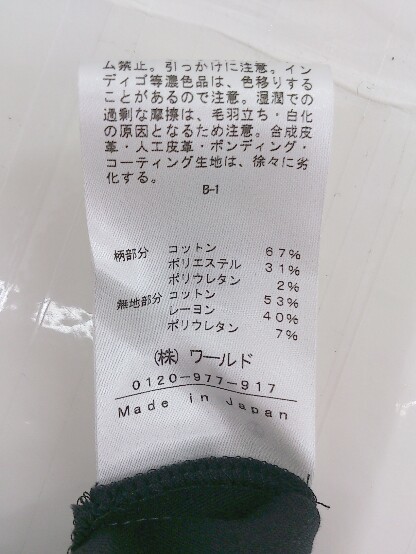 ム禁止。引っかけに注意。イン
ディゴ等濃色品は、色移りする
ことがあるので注意。湿潤での
過剰な摩擦は、毛羽立ち・白化
の原因となるため注意。合成皮
革・人工皮革・ボンディング・
コーティング生地は、徐々に劣
化する。
B-1
柄部分 コットン 67%
ポリエステル 31%
ポリウレタン 2%
無地部分 コットン 53%
レーヨン 40%
ポリウレタン 7%
(株) ワールド
0120-977-917
Made in Japan